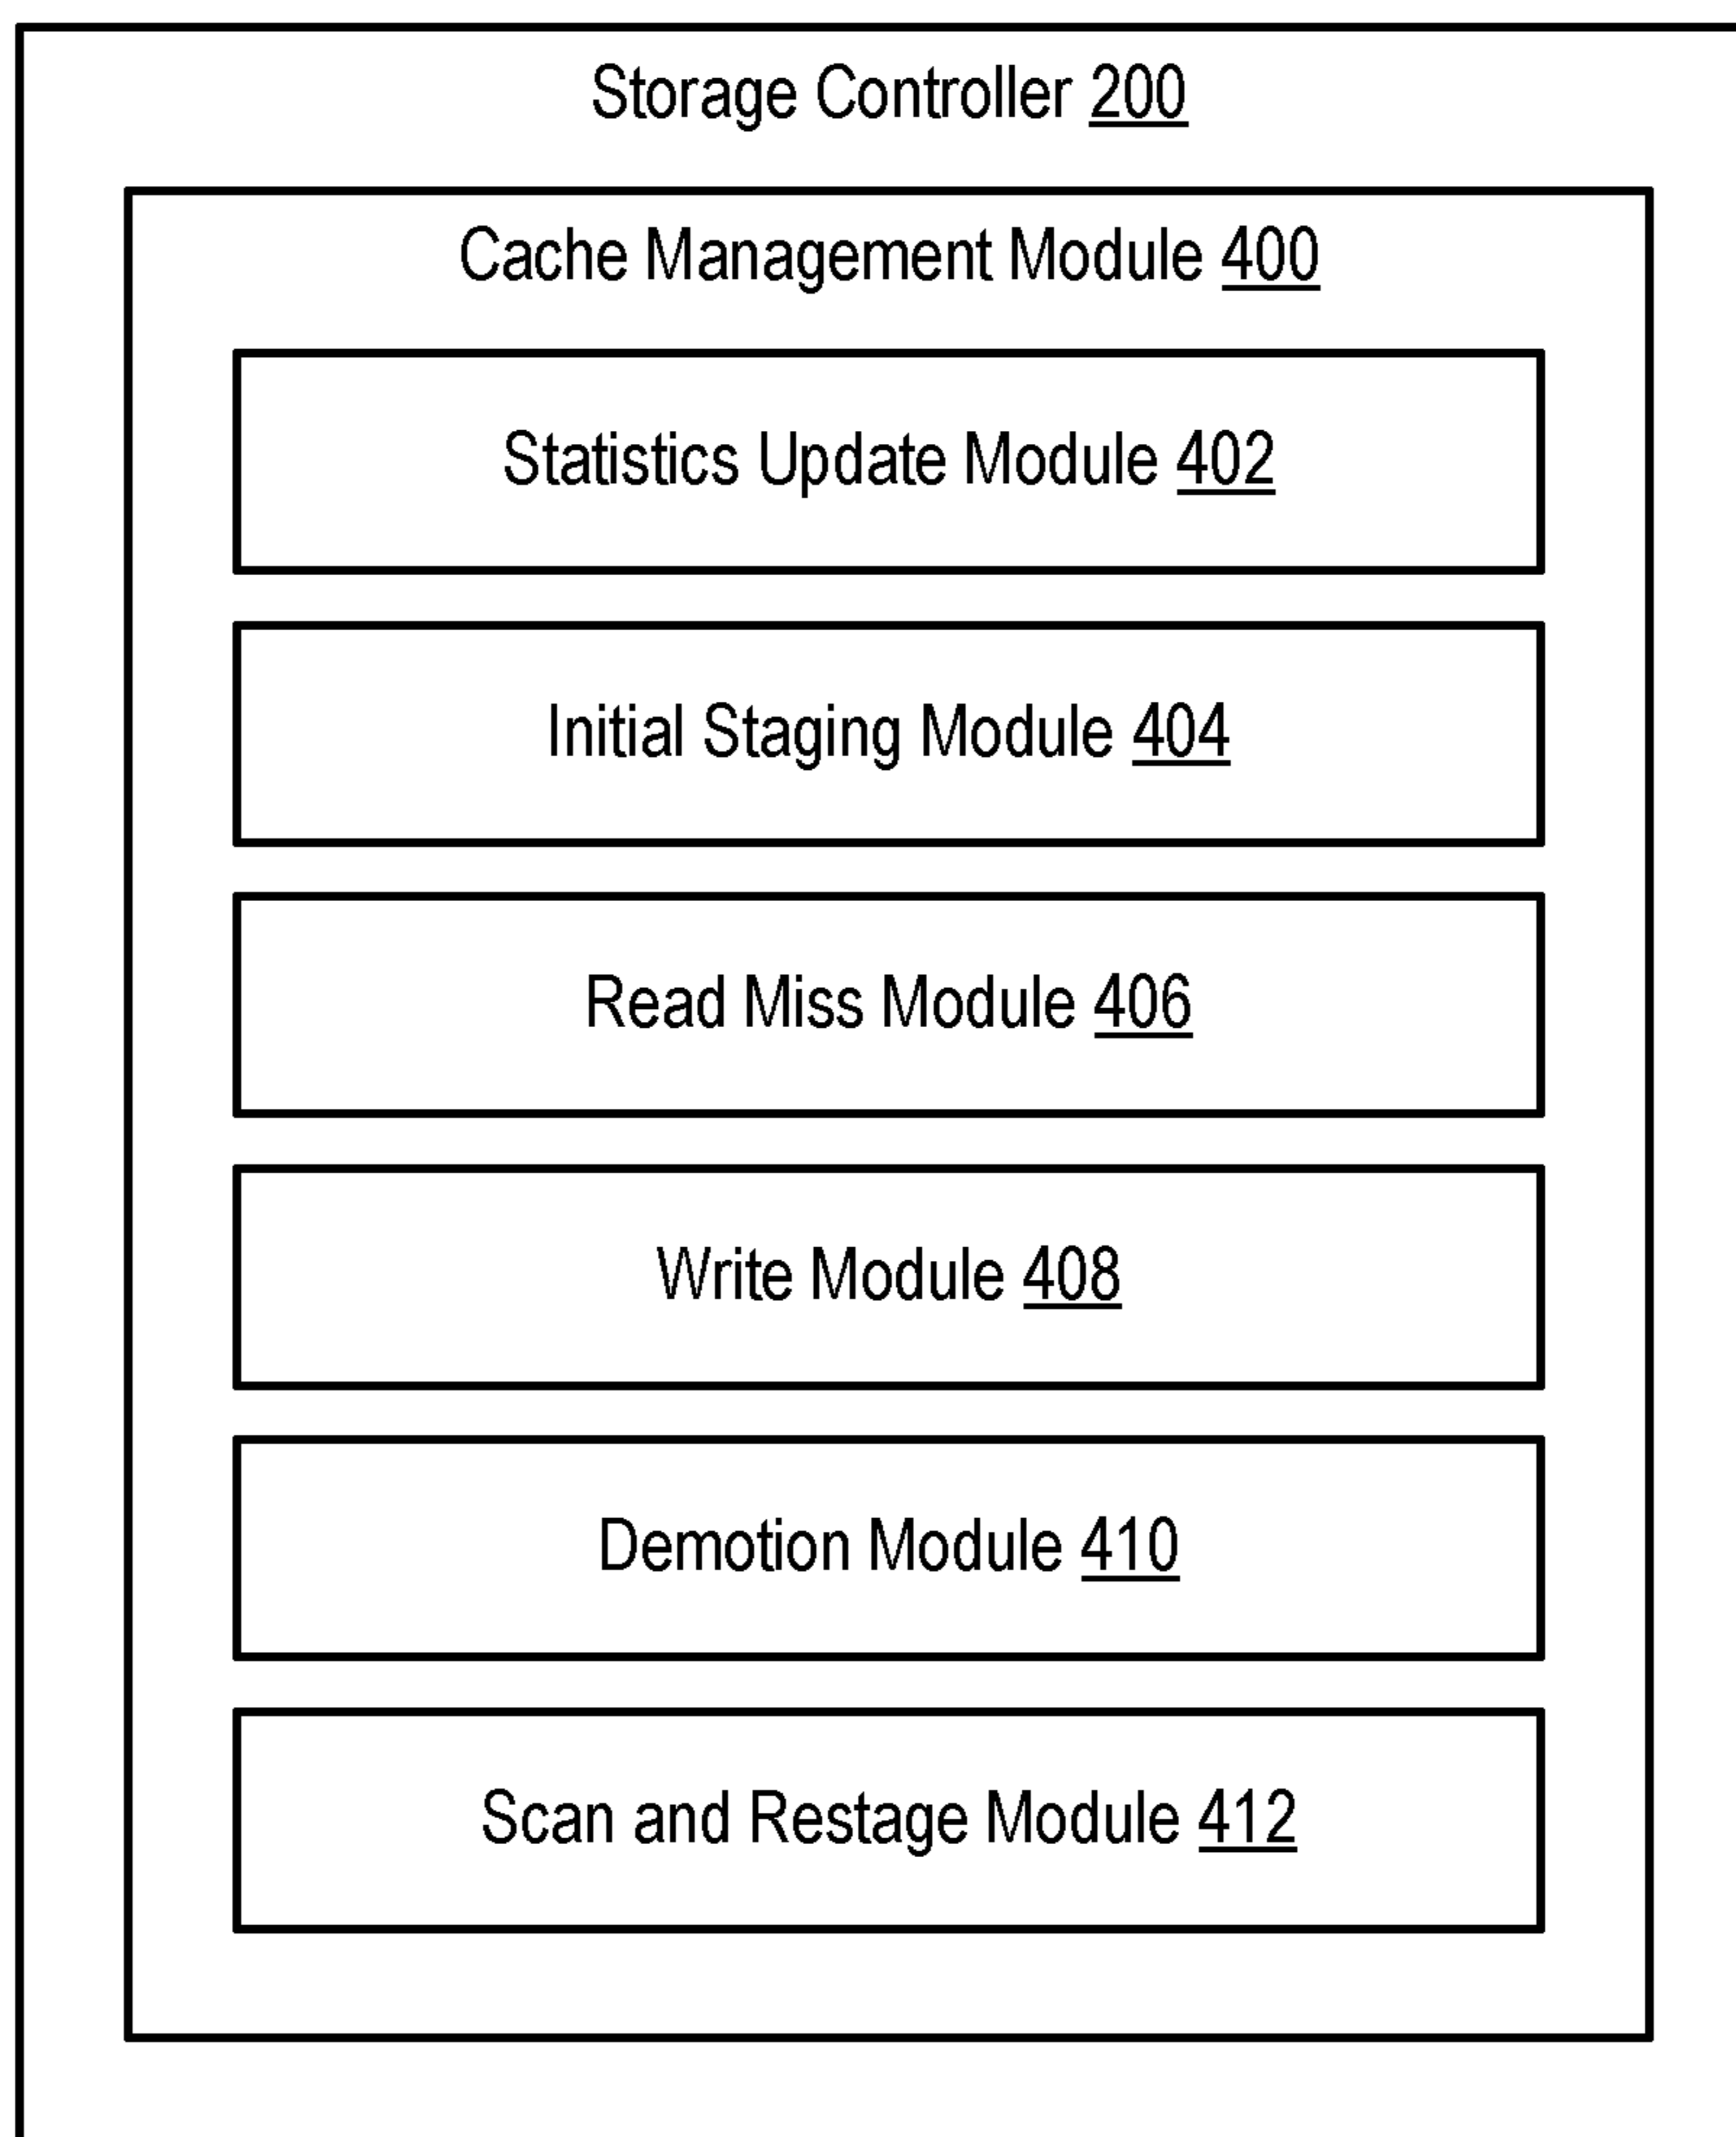 Storage Controller 200
Cache Management Module 400
Statistics Update Module 402
Initial Staging Module 404
Read Miss Module 406
Write Module 408
Demotion Module 410
Scan and Restage Module 412